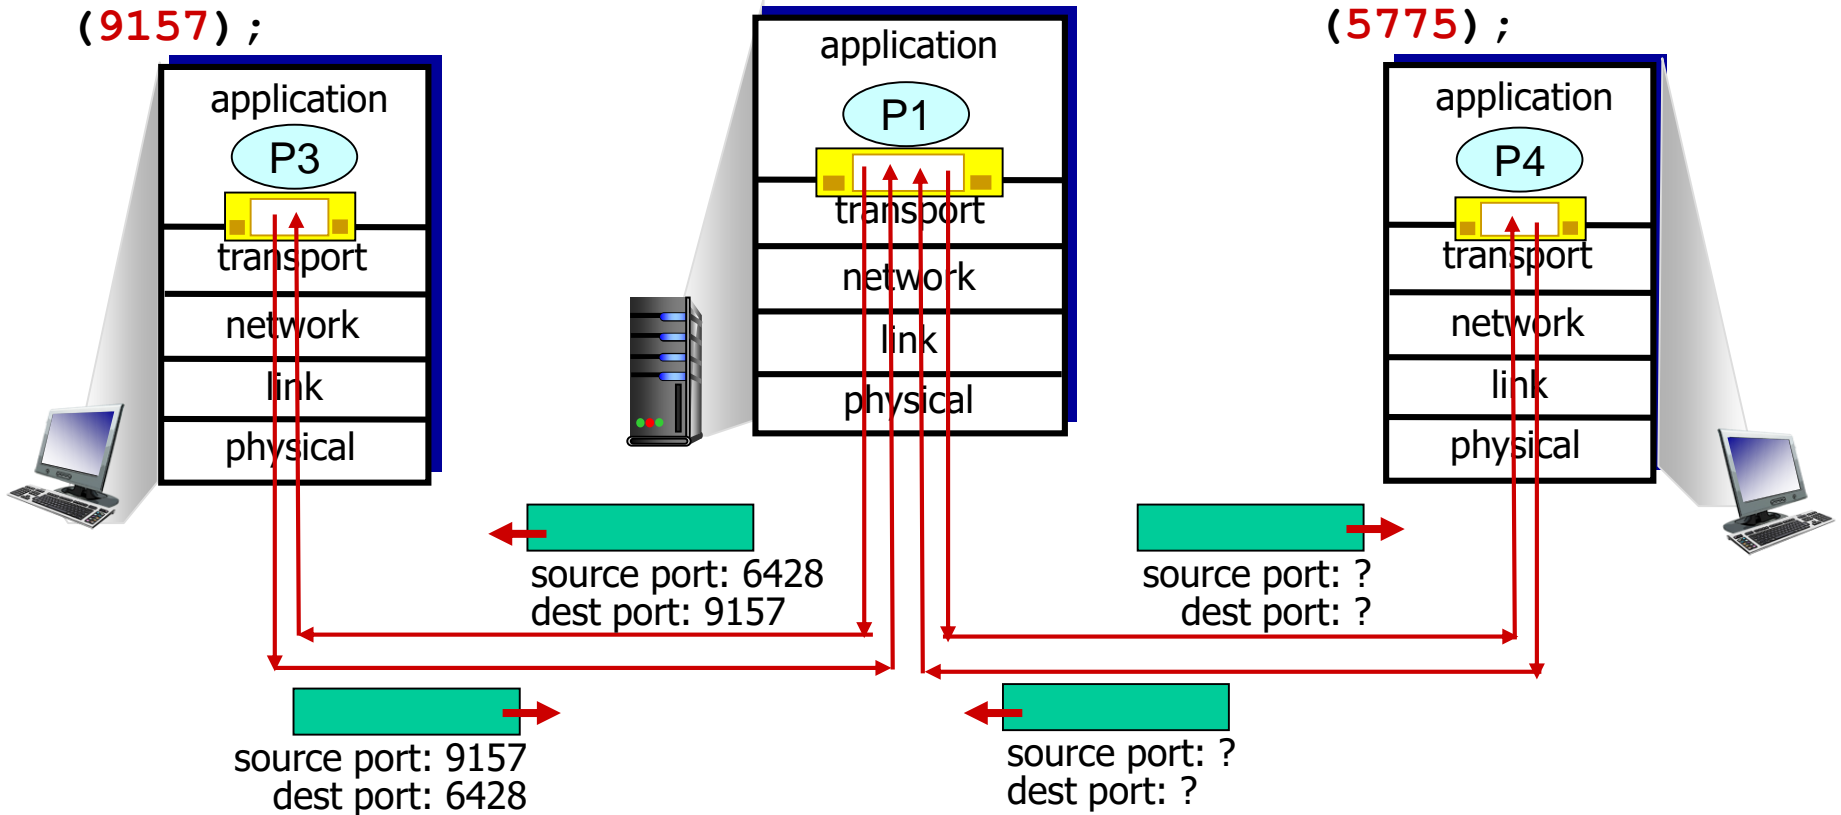 (9157);
application
P3
transport
network
link
physical
application
P1
transport
network
link
physical
(5775);
application
P4
transport
network
link
physical
source port: 6428
dest port: 9157
source port: ?
dest port: ?
source port: 9157
dest port: 6428
source port: ?
dest port: ?